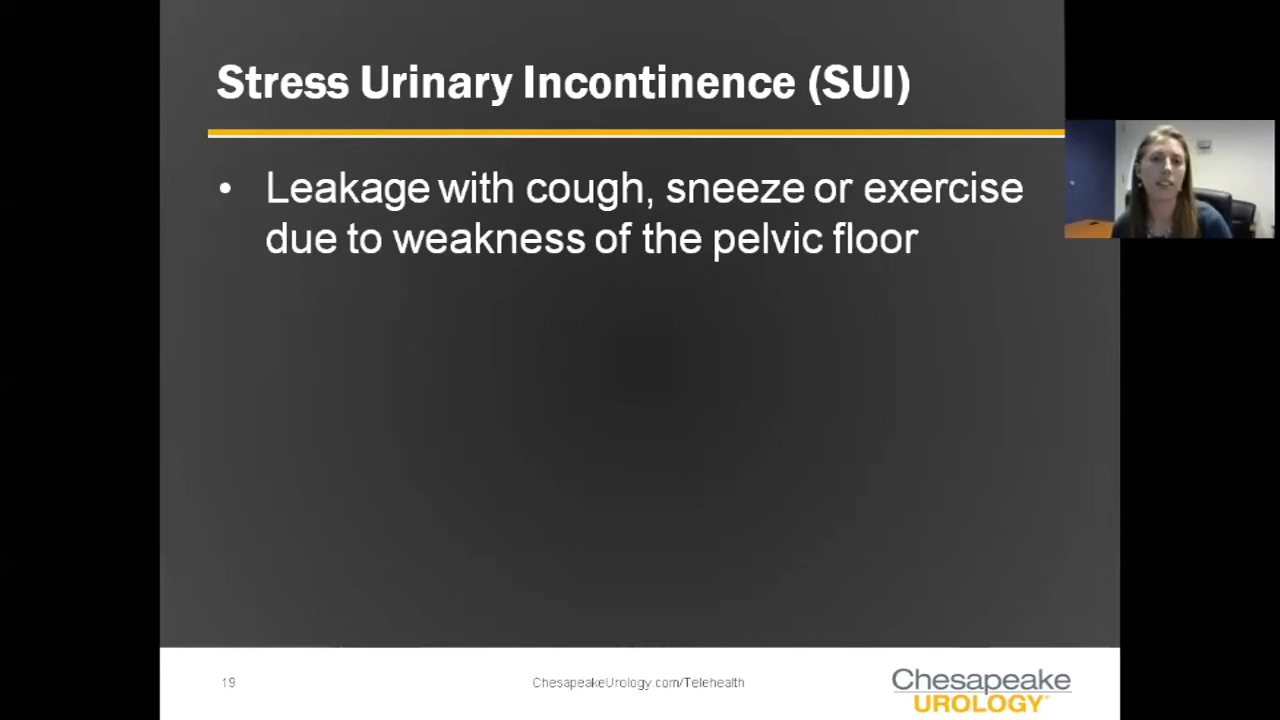 Stress Urinary Incontinence (SUI)
• Leakage with cough, sneeze or exercise
due to weakness of the pelvic floor
19
ChesapeakeUrology.com/Telehealth
Chesapeake
UROLOGY